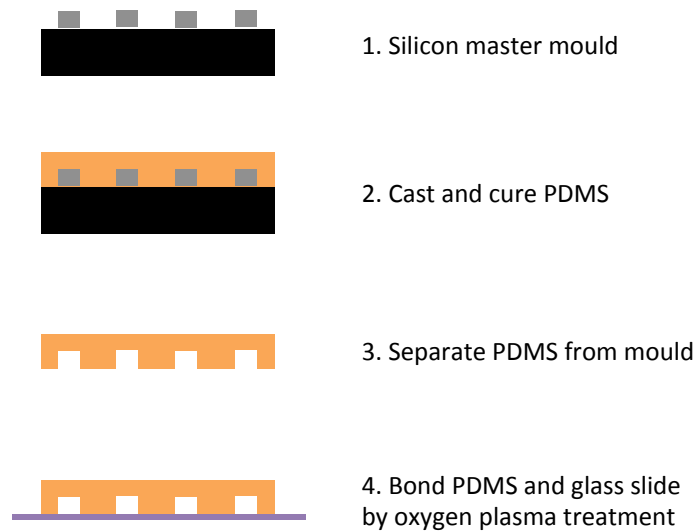 1. Silicon master mould
2. Cast and cure PDMS
3. Separate PDMS from mould
4. Bond PDMS and glass slide
by oxygen plasma treatment